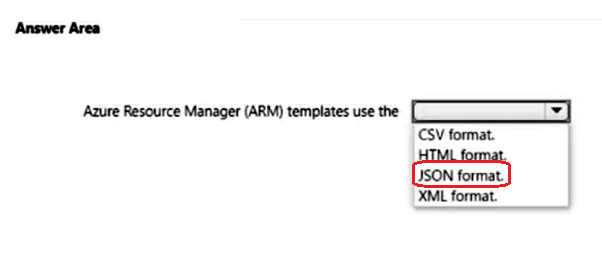 Answer Area
Azure Resource Manager (ARM) templates use the
CSV format.
HTML format.
JSON format.
XML format.